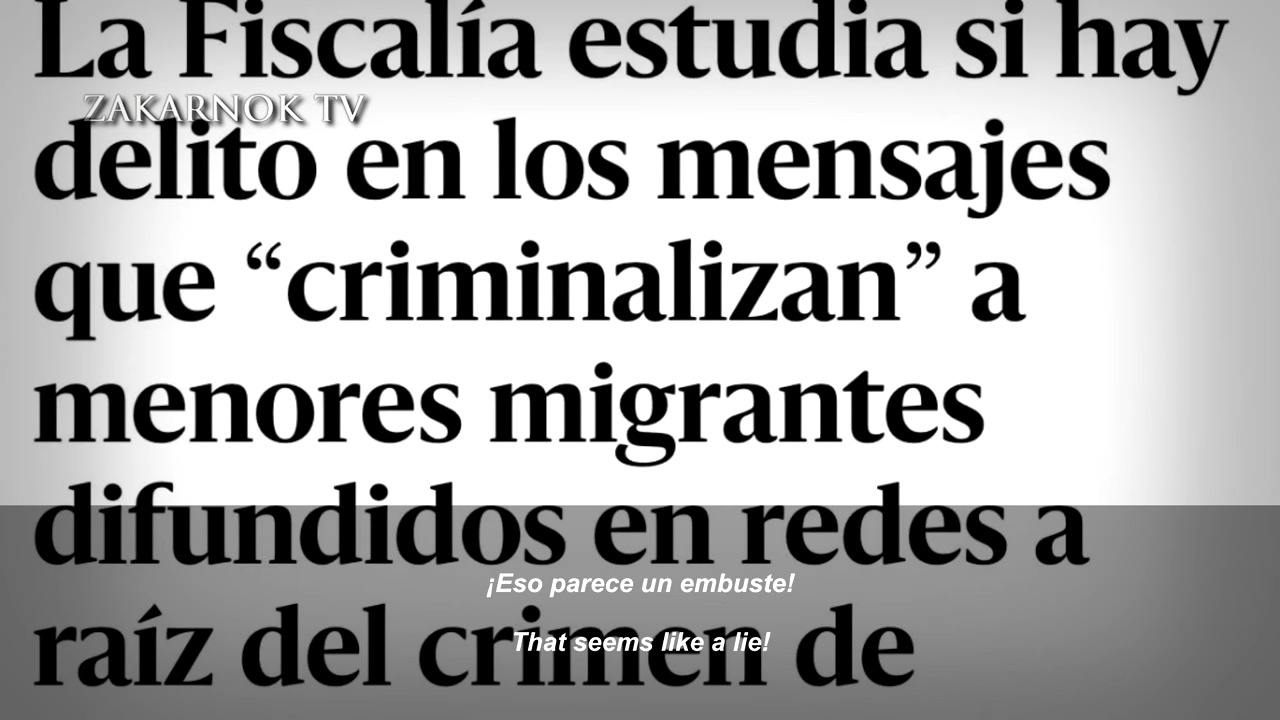 La Fiscalía estudia si hay
ZAKARNOK TV
delito en los mensajes
que “criminalizan” a
menores migrantes
difundidos en redes a
¡Eso parece un embuste!
raíz del crimen de
That seems like a lie!